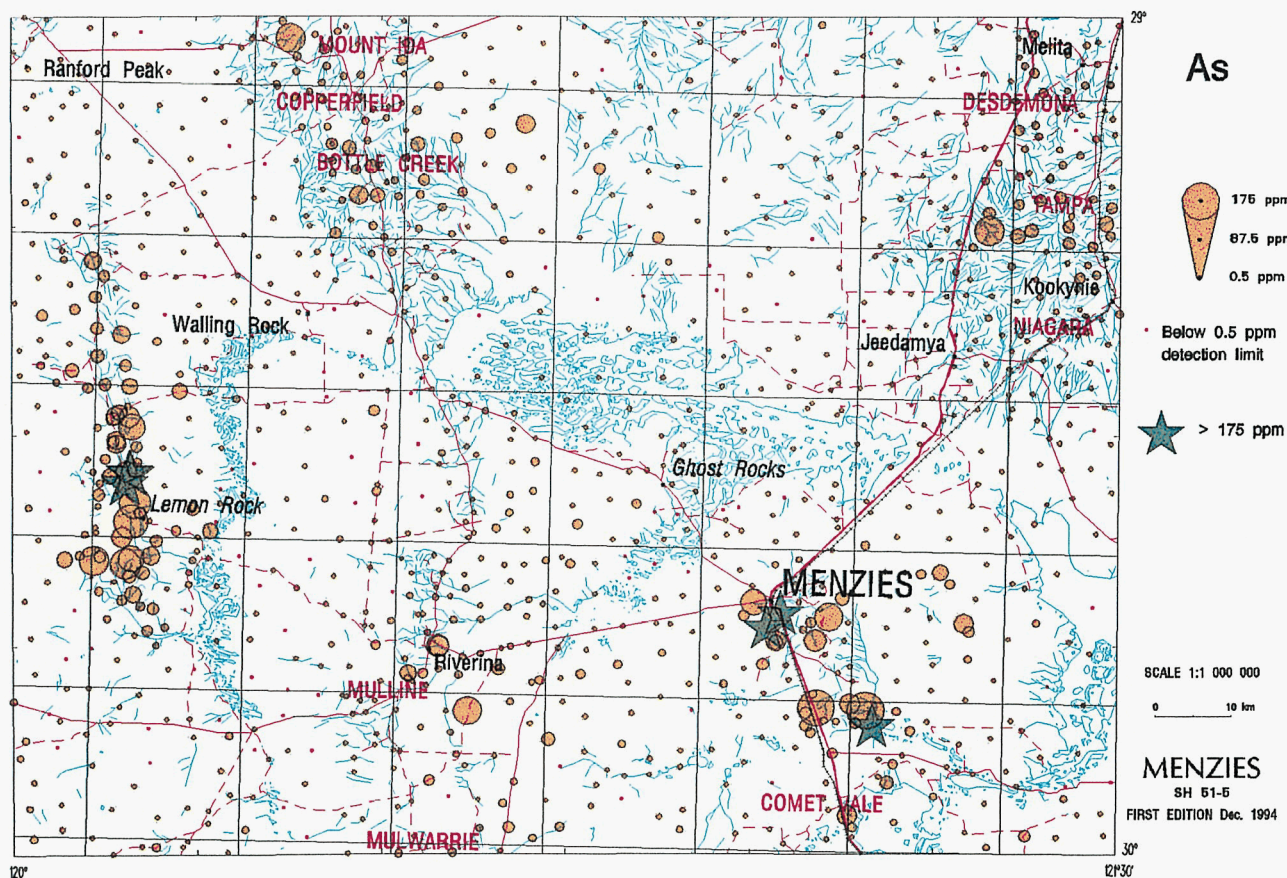 29°
As
MOUNT IDA
Ranford Peak
Melita
COPPERFIELD
DESDEMONA
BOTTLE CREEK
TAMPA
175 ppm
87.5 ppm
0.5 ppm
Kookynie
Walling Rock
NIAGARA
Jeedamya
Below 0.5 ppm
detection limit
> 175 ppm
Ghost Rocks
Lemon Rock
MENZIES
Riverina
MULLINE
SCALE 1:1 000 000
0 10 km
MENZIES
SH 51-5
FIRST EDITION Dec. 1994
COMET VALE
MULWARRIE
30°
120°
121°30'